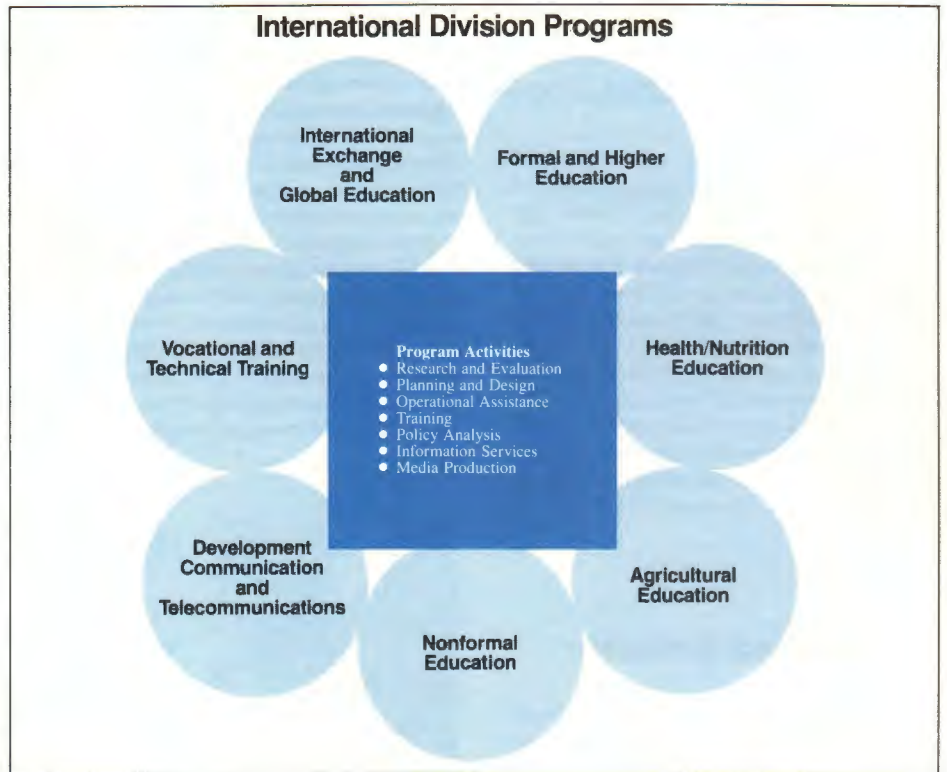 International Division Programs
International
Exchange
and
Global Education
Formal and Higher
Education
Vocational and
Technical Training
Program Activities
● Research and Evaluation
● Planning and Design
● Operational Assistance
● Training
● Policy Analysis
● Information Services
● Media Production
Health/Nutrition
Education
Development
Communication
and
Telecommunications
Agricultural
Education
Nonformal
Education